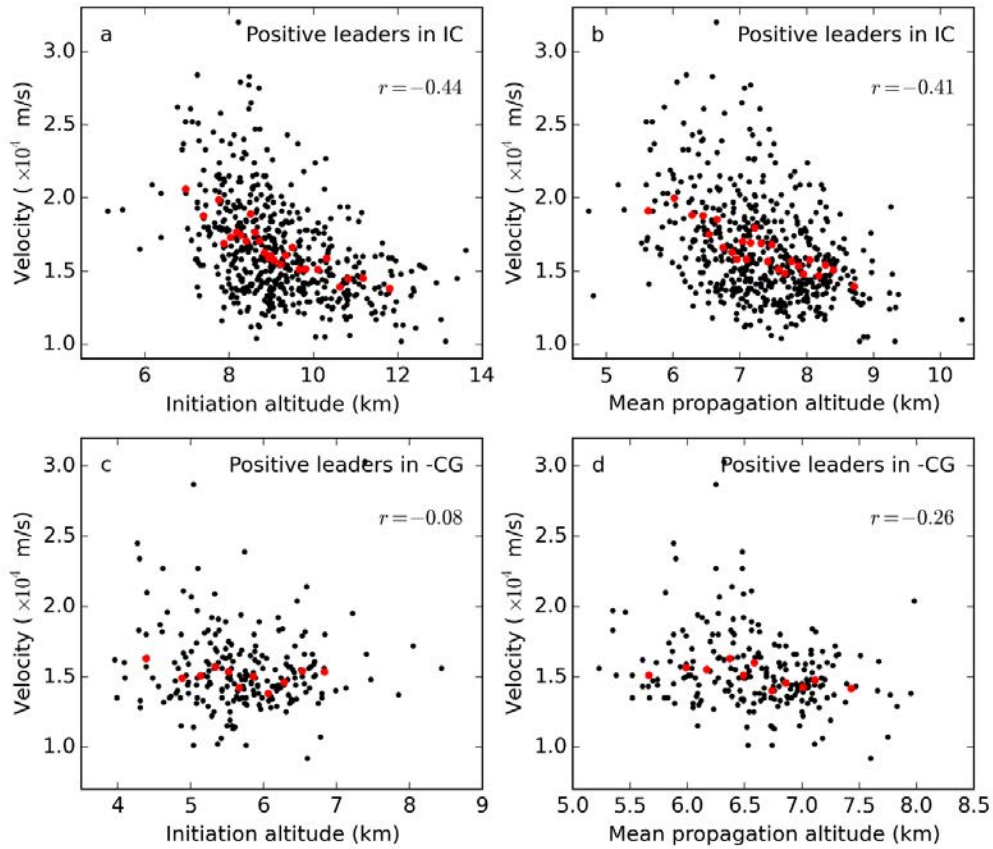 a
Positive leaders in IC
r = −0.44
3.0
2.5
2.0
1.5
1.0
Velocity ( ×10⁴ m/s)
6 8 10 12 14
Initiation altitude (km)
b
Positive leaders in IC
r = −0.41
3.0
2.5
2.0
1.5
1.0
Velocity ( ×10⁴ m/s)
5 6 7 8 9 10
Mean propagation altitude (km)
c
Positive leaders in -CG
r = −0.08
3.0
2.5
2.0
1.5
1.0
Velocity ( ×10⁴ m/s)
4 5 6 7 8 9
Initiation altitude (km)
d
Positive leaders in -CG
r = −0.26
3.0
2.5
2.0
1.5
1.0
Velocity ( ×10⁴ m/s)
5.0 5.5 6.0 6.5 7.0 7.5 8.0 8.5
Mean propagation altitude (km)